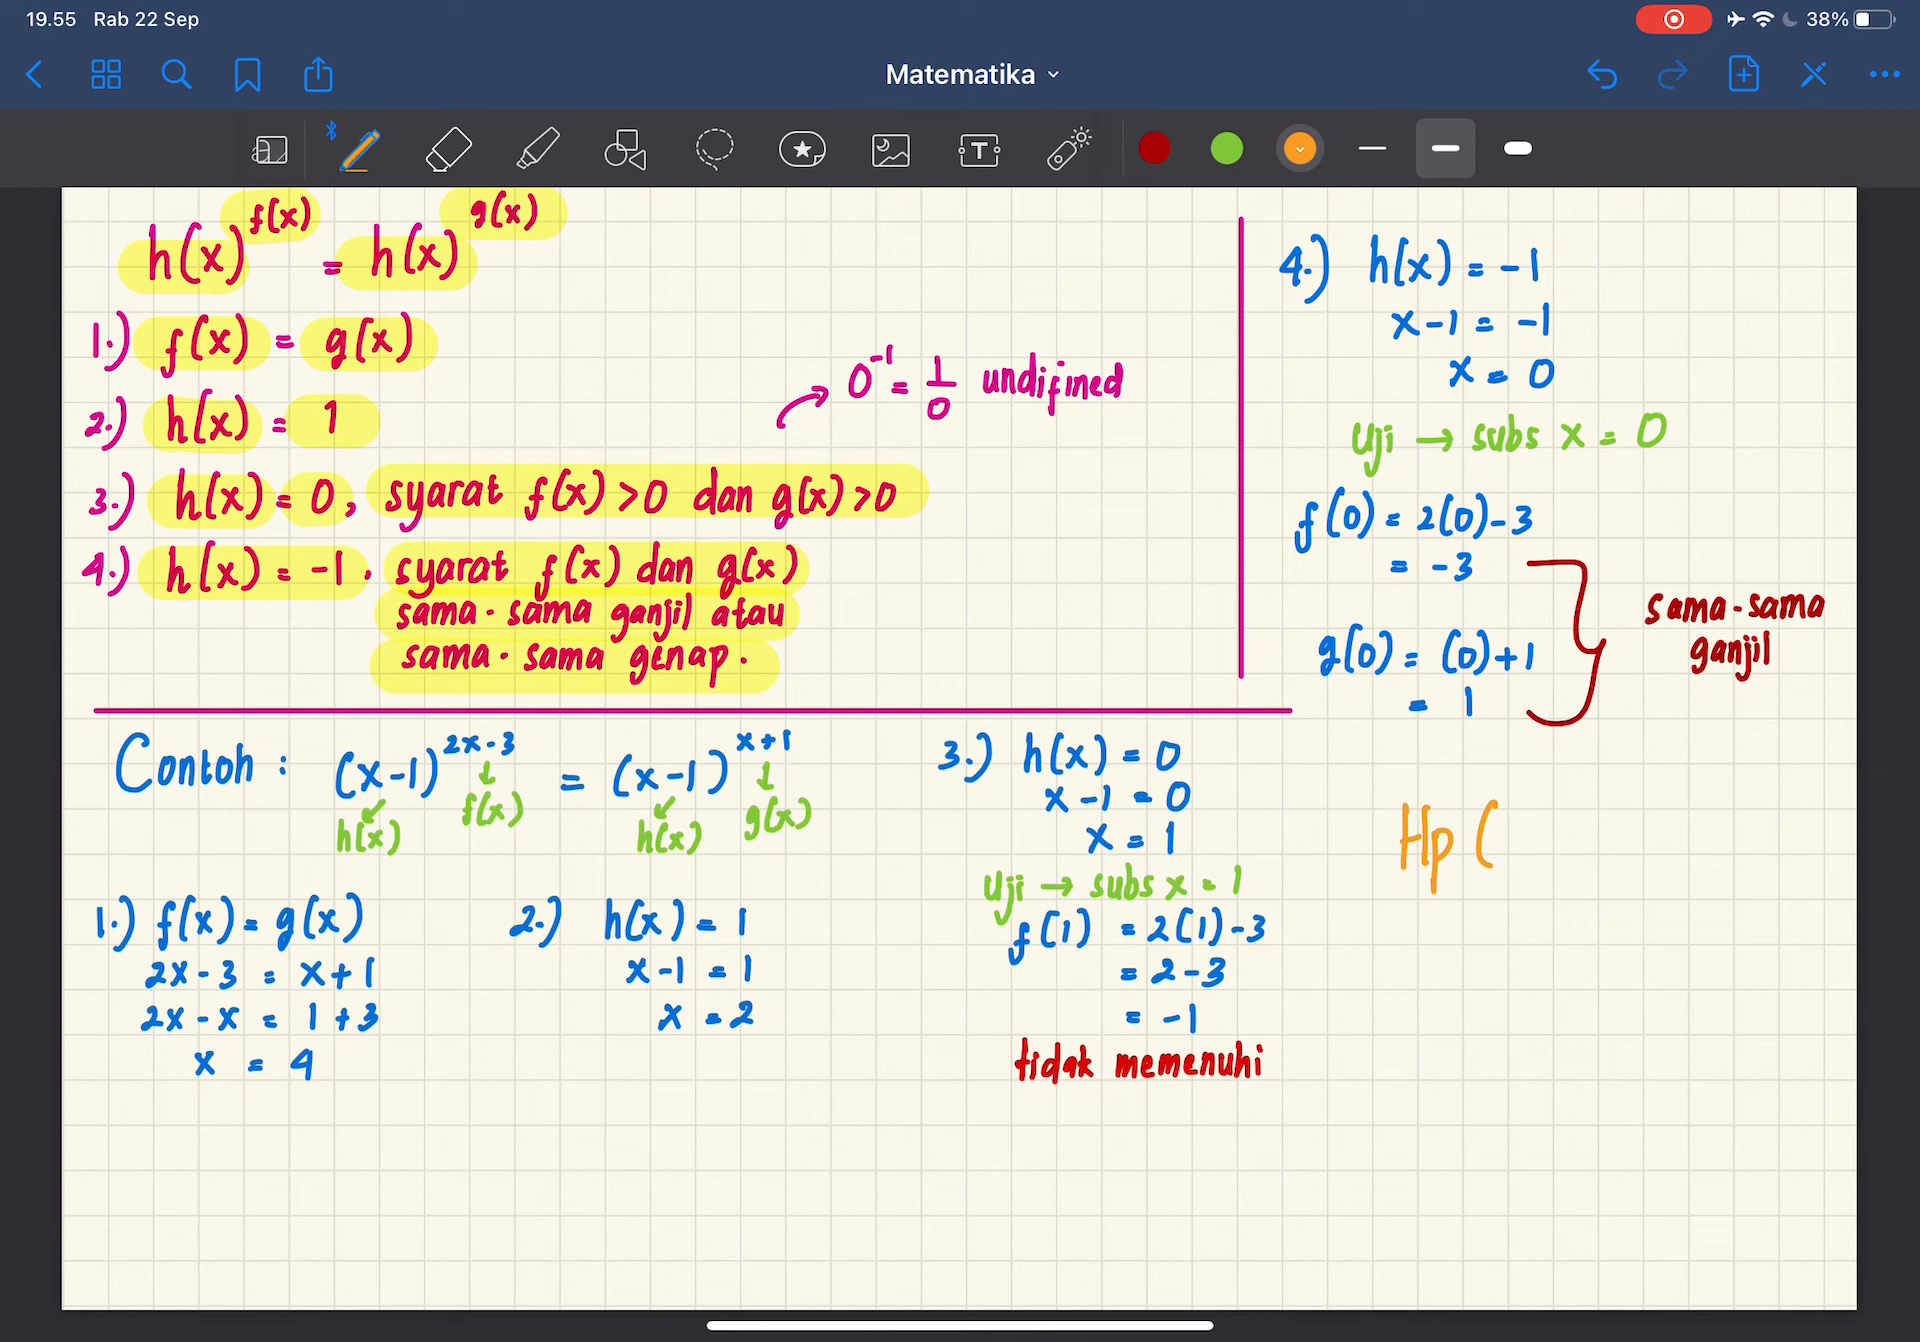 19.55 Rab 22 Sep
38%
Matematika
h(x)^f(x) = h(x)^g(x)
1.) f(x) = g(x)
2.) h(x) = 1
0^-1 = 1/0 undifined
3.) h(x) = 0, syarat f(x) >0 dan g(x) >0
4.) h(x) = -1. syarat f(x) dan g(x)
sama-sama ganjil atau
sama-sama genap.
4.) h(x) = -1
x-1 = -1
x = 0
Uji → subs x = 0
f(0) = 2(0)-3
= -3
g(0) = (0)+1
= 1
sama-sama
ganjil
Contoh : (x-1)^2x-3 = (x-1)^x+1
h(x) f(x) h(x) g(x)
1.) f(x) = g(x)
2x-3 = x+1
2x-x = 1+3
x = 4
2.) h(x) = 1
x-1 = 1
x = 2
3.) h(x) = 0
x-1 = 0
x = 1
Uji → subs x = 1
f(1) = 2(1)-3
= 2-3
= -1
tidak memenuhi
Hp (